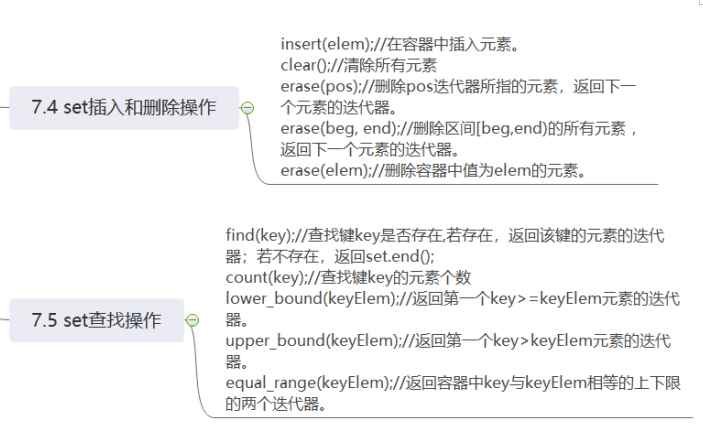 7.4 set插入和删除操作
insert(elem);//在容器中插入元素。
clear();//清除所有元素
erase(pos);//删除pos迭代器所指的元素，返回下一
个元素的迭代器。
erase(beg, end);//删除区间[beg,end)的所有元素 ，
返回下一个元素的迭代器。
erase(elem);//删除容器中值为elem的元素。
7.5 set查找操作
find(key);//查找键key是否存在,若存在，返回该键的元素的迭代
器；若不存在，返回set.end();
count(key);//查找键key的元素个数
lower_bound(keyElem);//返回第一个key>=keyElem元素的迭代
器。
upper_bound(keyElem);//返回第一个key>keyElem元素的迭代
器。
equal_range(keyElem);//返回容器中key与keyElem相等的上下限
的两个迭代器。